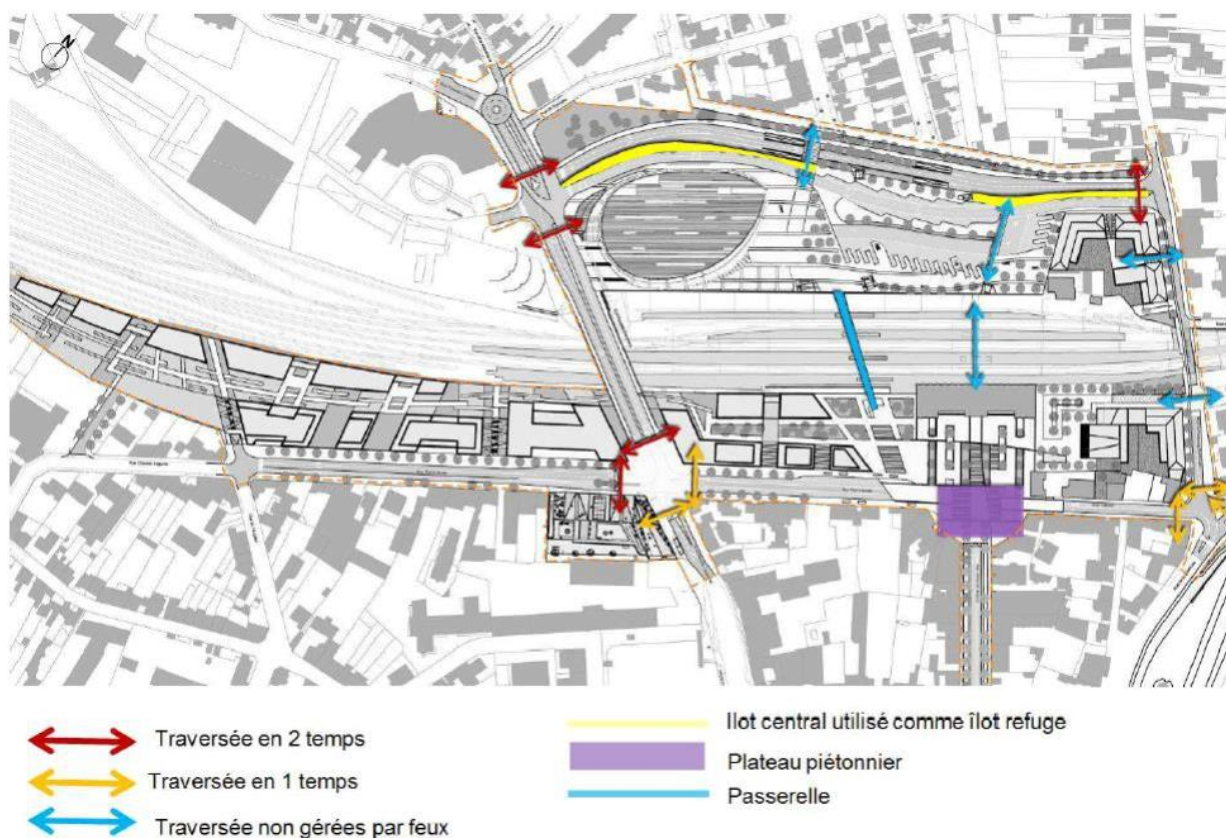 N
Traversée en 2 temps
Traversée en 1 temps
Traversée non gérées par feux
Ilot central utilisé comme îlot refuge
Plateau piétonnier
Passerelle